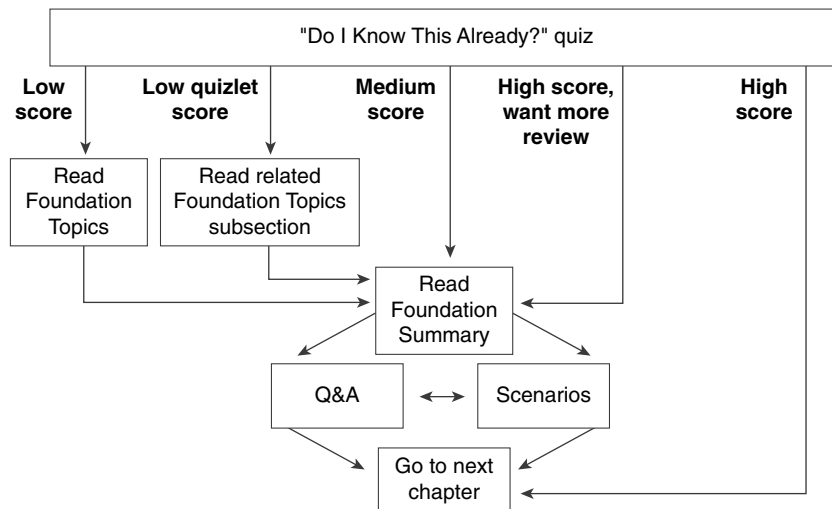 "Do I Know This Already?" quiz
Low
score
Low quizlet
score
Medium
score
High score,
want more
review
High
score
Read
Foundation
Topics
Read related
Foundation Topics
subsection
Read
Foundation
Summary
Q&A
Scenarios
Go to next
chapter